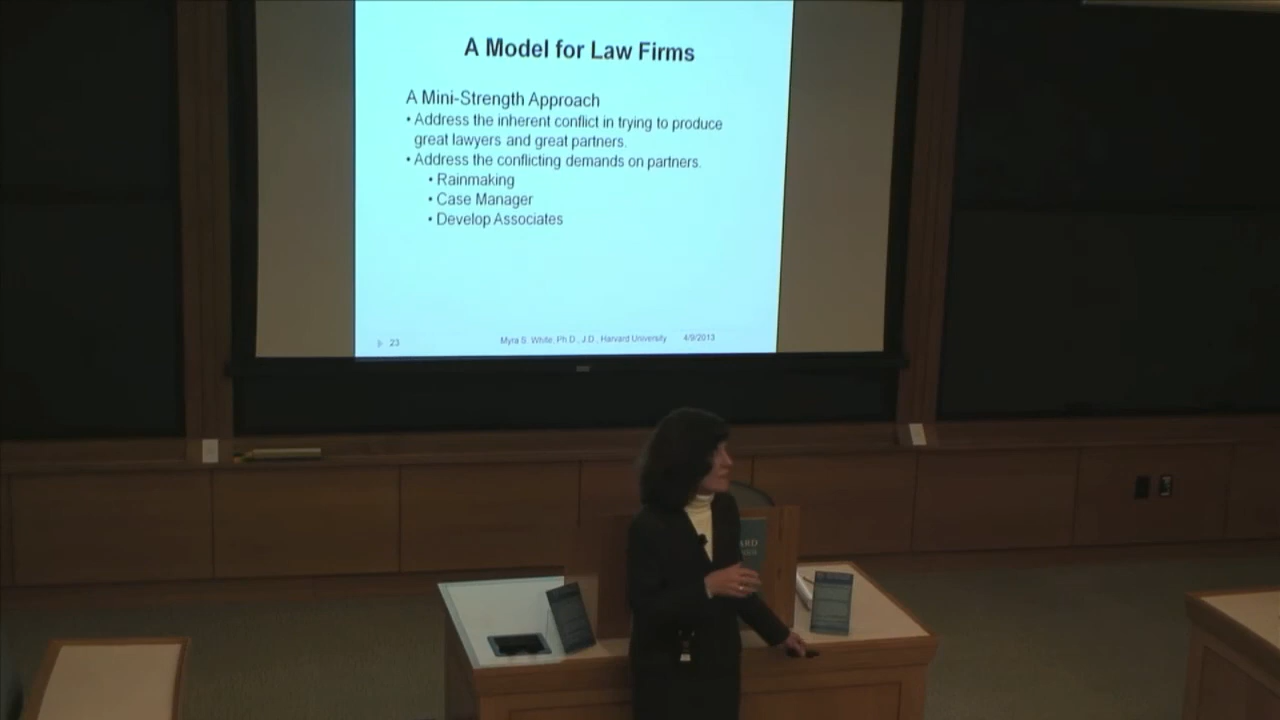 A Model for Law Firms
A Mini-Strength Approach
• Address the inherent conflict in trying to produce
great lawyers and great partners.
• Address the conflicting demands on partners.
• Rainmaking
• Case Manager
• Develop Associates
23
Myra S. White, Ph.D., J.D., Harvard University
4/9/2013